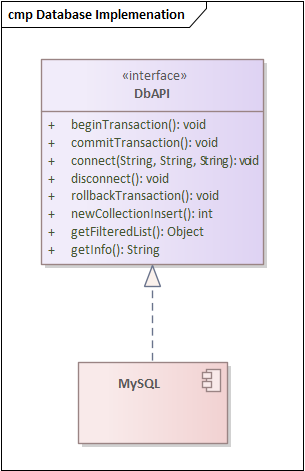 cmp Database Implemenation
«interface»
DbAPI
+ beginTransaction(): void
+ commitTransaction(): void
+ connect(String, String, String): void
+ disconnect(): void
+ rollbackTransaction(): void
+ newCollectionInsert(): int
+ getFilteredList(): Object
+ getInfo(): String
MySQL